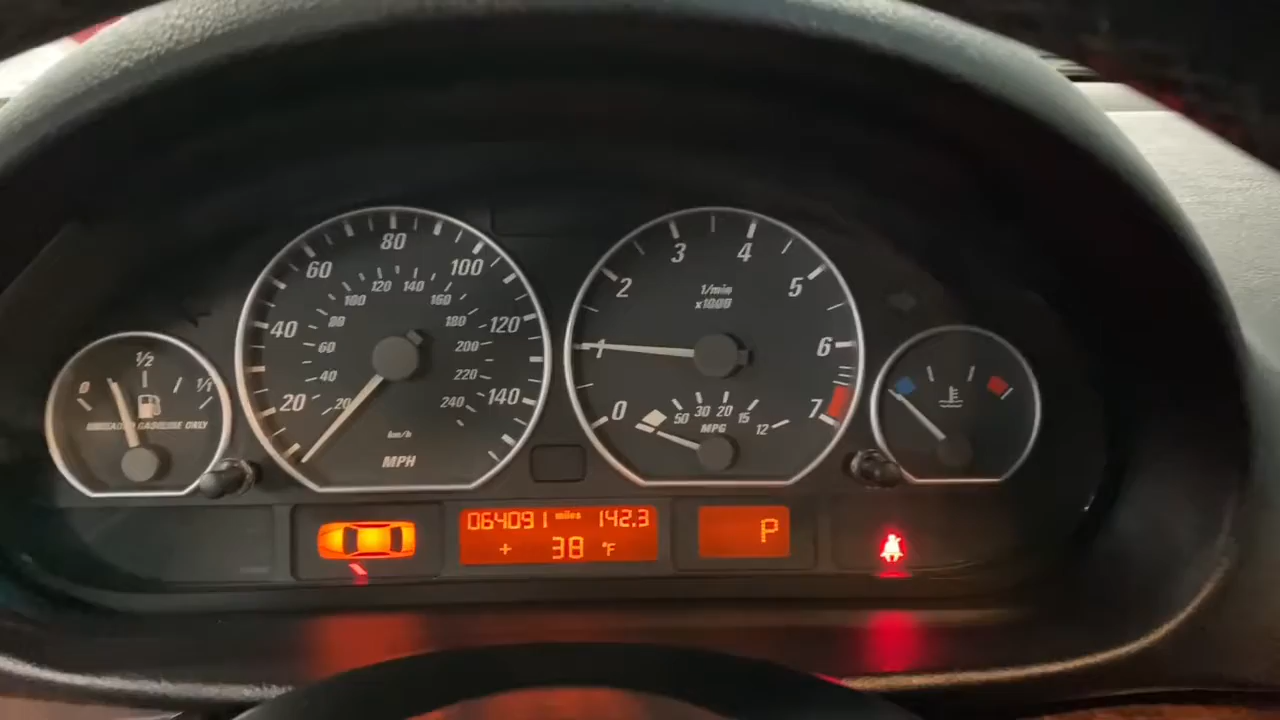 0 1/2 1/1
UNLEADED GASOLINE ONLY
20 40 60 80 100 120 140
20 40 60 80 100 120 140 160 180 200 220 240
km/h
MPH
0 1 2 3 4 5 6 7
1/min
x1000
50 30 20 15 12
MPG
064091 miles 142.3
+ 38 °F
P